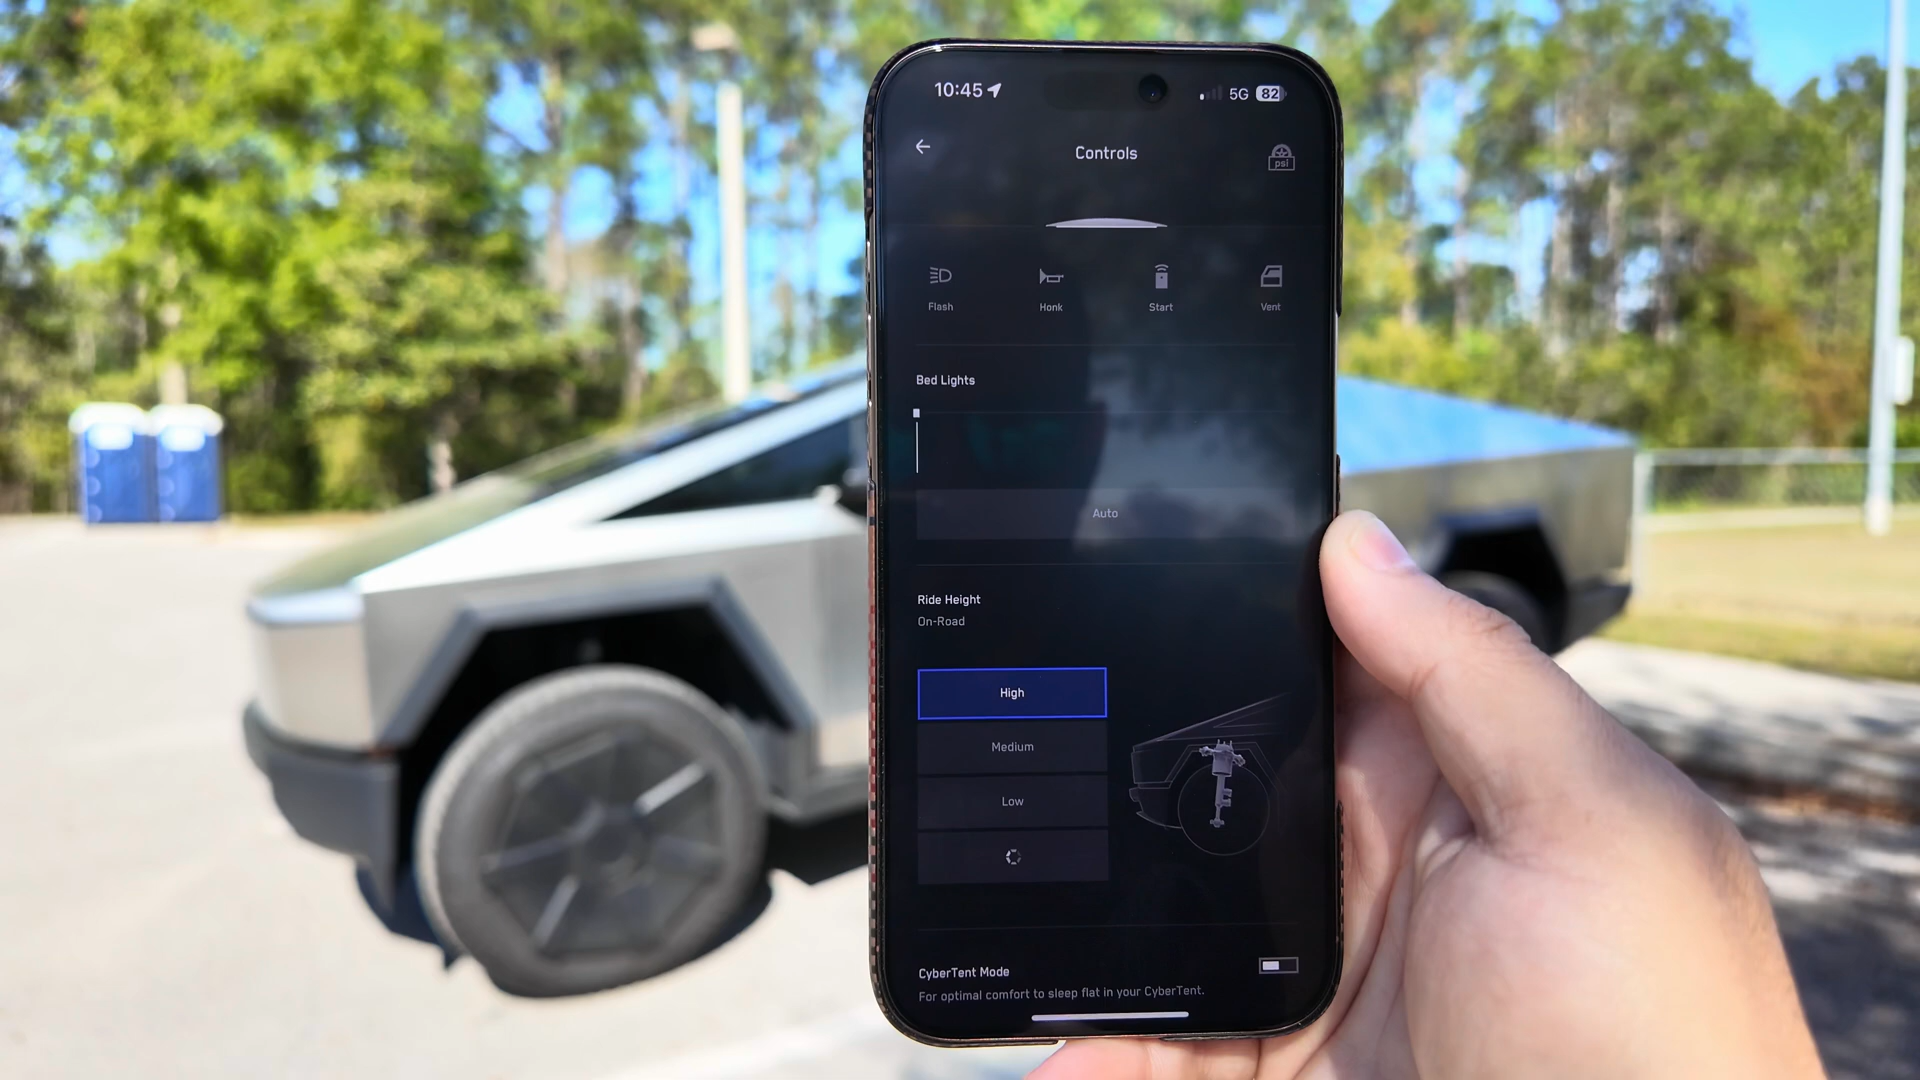 10:45
5G 82
Controls
psi
Flash Honk Start Vent
Bed Lights
Auto
Ride Height
On-Road
High
Medium
Low
CyberTent Mode
For optimal comfort to sleep flat in your CyberTent.